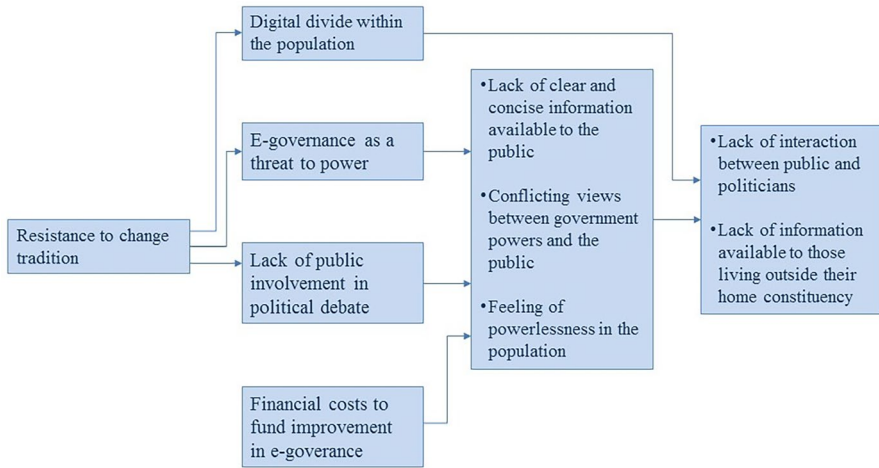 Digital divide within
the population
E-governance as a
threat to power
Resistance to change
tradition
Lack of public
involvement in
political debate
Financial costs to
fund improvement
in e-goverance
•Lack of clear and
concise information
available to the
public
•Conflicting views
between government
powers and the
public
•Feeling of
powerlessness in the
population
•Lack of interaction
between public and
politicians
•Lack of information
available to those
living outside their
home constituency